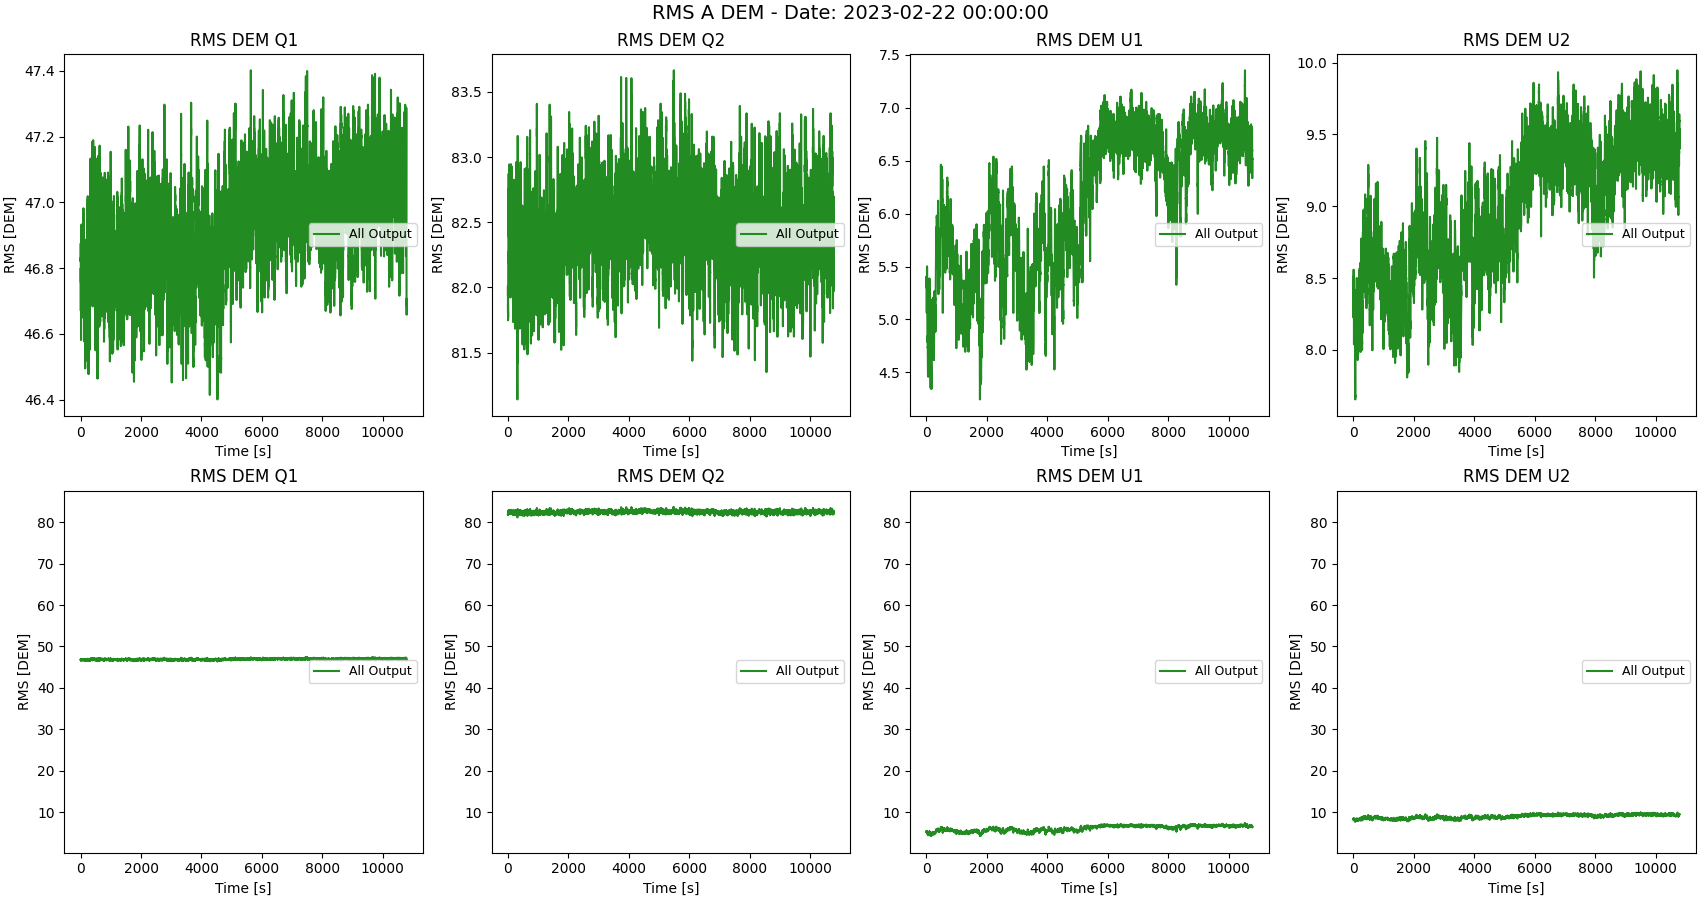 RMS A DEM - Date: 2023-02-22 00:00:00
RMS DEM Q1
RMS [DEM]
47.4
47.2
47.0
46.8
46.6
46.4
0 2000 4000 6000 8000 10000
Time [s]
All Output
RMS DEM Q2
RMS [DEM]
83.5
83.0
82.5
82.0
81.5
0 2000 4000 6000 8000 10000
Time [s]
All Output
RMS DEM U1
RMS [DEM]
7.5
7.0
6.5
6.0
5.5
5.0
4.5
0 2000 4000 6000 8000 10000
Time [s]
All Output
RMS DEM U2
RMS [DEM]
10.0
9.5
9.0
8.5
8.0
0 2000 4000 6000 8000 10000
Time [s]
All Output
RMS DEM Q1
RMS [DEM]
80
70
60
50
40
30
20
10
0 2000 4000 6000 8000 10000
Time [s]
All Output
RMS DEM Q2
RMS [DEM]
80
70
60
50
40
30
20
10
0 2000 4000 6000 8000 10000
Time [s]
All Output
RMS DEM U1
RMS [DEM]
80
70
60
50
40
30
20
10
0 2000 4000 6000 8000 10000
Time [s]
All Output
RMS DEM U2
RMS [DEM]
80
70
60
50
40
30
20
10
0 2000 4000 6000 8000 10000
Time [s]
All Output